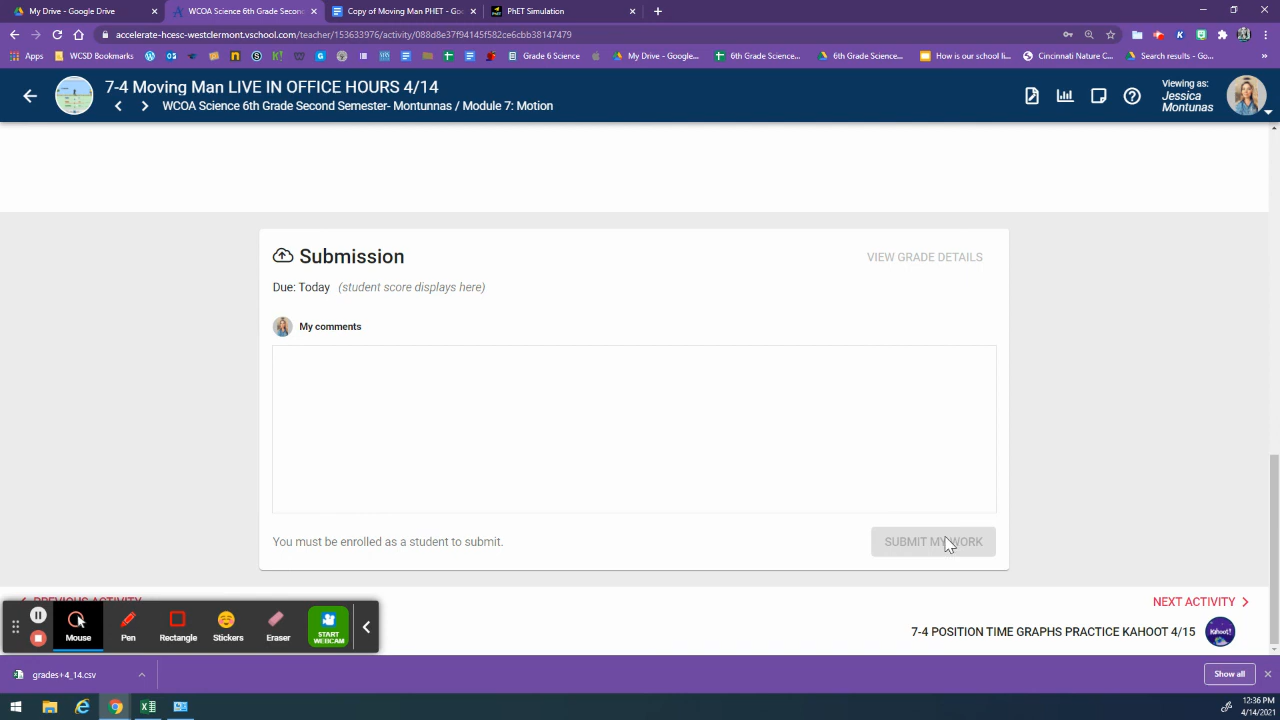 My Drive - Google Drive
WCOA Science 6th Grade Second
Copy of Moving Man PHET - Goo
PhET Simulation
accelerate-hcesc-westclermont.vschool.com/teacher/153633976/activity/088d8e37f94145f582ce6cbb38147479
Apps
WCSD Bookmarks
Grade 6 Science
My Drive - Google...
6th Grade Science...
6th Grade Science...
How is our school li...
Cincinnati Nature C...
Search results - Go...
7-4 Moving Man LIVE IN OFFICE HOURS 4/14
WCOA Science 6th Grade Second Semester- Montunnas / Module 7: Motion
Viewing as:
Jessica
Montunas
Submission
VIEW GRADE DETAILS
Due: Today (student score displays here)
My comments
You must be enrolled as a student to submit.
SUBMIT MY WORK
PREVIOUS ACTIVITY
NEXT ACTIVITY
7-4 POSITION TIME GRAPHS PRACTICE KAHOOT 4/15
Kahoot!
Mouse
Pen
Rectangle
Stickers
Eraser
START
WEBCAM
grades+4_14.csv
Show all
12:36 PM
4/14/2021